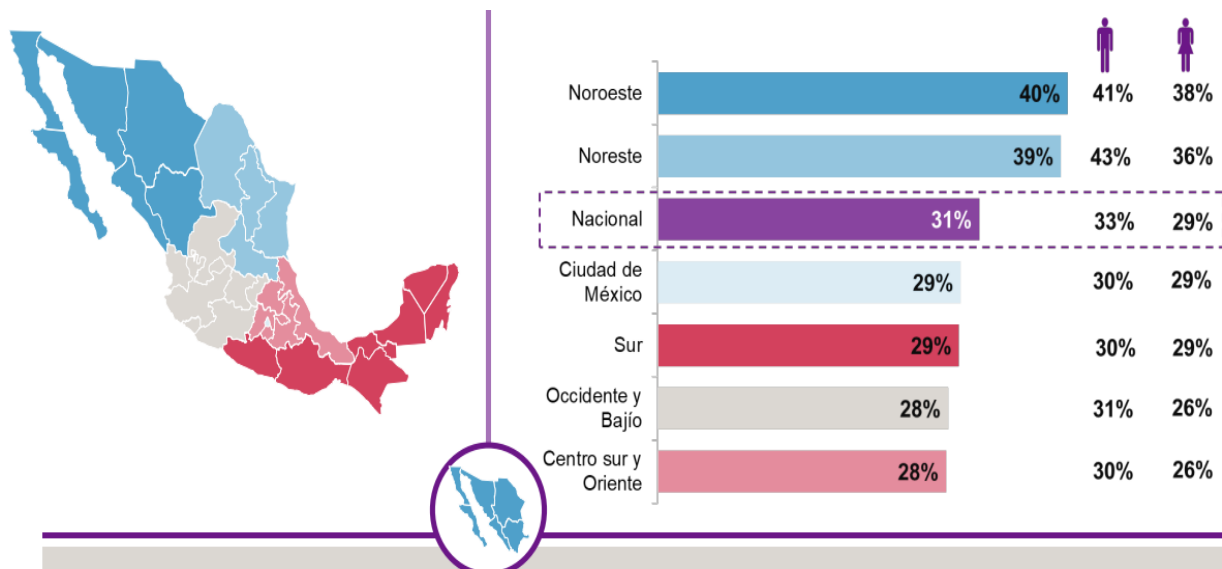 Noroeste 40% 41% 38%
Noreste 39% 43% 36%
Nacional 31% 33% 29%
Ciudad de
México 29% 30% 29%
Sur 29% 30% 29%
Occidente y
Bajío 28% 31% 26%
Centro sur y
Oriente 28% 30% 26%